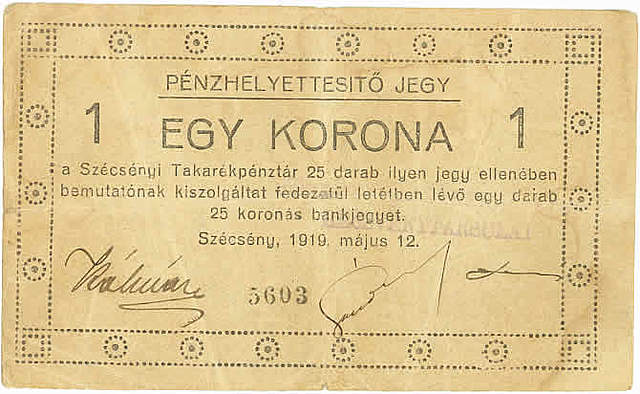 PÉNZHELYETTESITŐ JEGY
1 EGY KORONA 1
a Szécsényi Takarékpénztár 25 darab ilyen jegy ellenében
bemutatónak kiszolgáltat fedezetül letétben lévő egy darab
25 koronás bankjegyet.
Szécsény, 1919. május 12.
5603